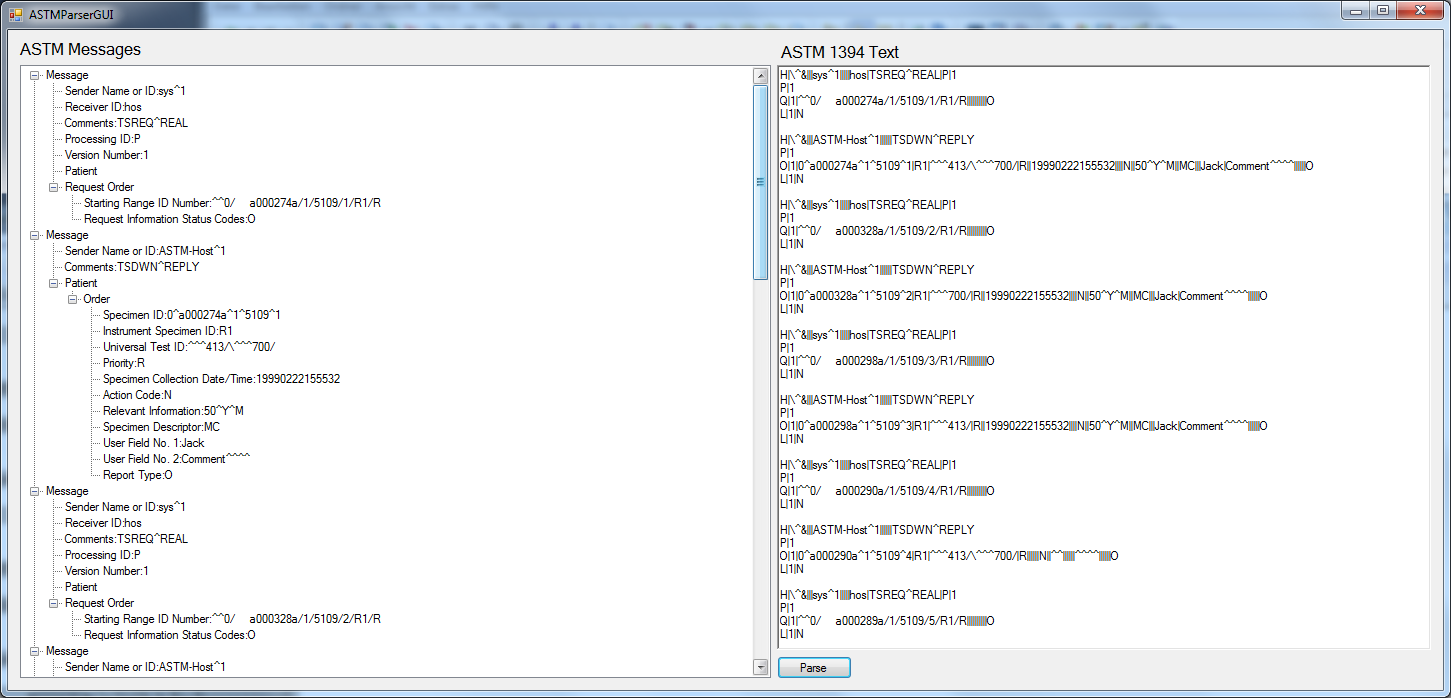 ASTMParserGUI
ASTM Messages
Message
Sender Name or ID:sys^1
Receiver ID:hos
Comments:TSREQ^REAL
Processing ID:P
Version Number:1
Patient
Request Order
Starting Range ID Number:^^0/     a000274a/1/5109/1/R1/R
Request Information Status Codes:O
Message
Sender Name or ID:ASTM-Host^1
Comments:TSDWN^REPLY
Patient
Order
Specimen ID:0^a000274a^1^5109^1
Instrument Specimen ID:R1
Universal Test ID:^^^413/\^^^700/
Priority:R
Specimen Collection Date/Time:19990222155532
Action Code:N
Relevant Information:50^Y^M
Specimen Descriptor:MC
User Field No. 1:Jack
User Field No. 2:Comment^^^^
Report Type:O
Message
Sender Name or ID:sys^1
Receiver ID:hos
Comments:TSREQ^REAL
Processing ID:P
Version Number:1
Patient
Request Order
Starting Range ID Number:^^0/     a000328a/1/5109/2/R1/R
Request Information Status Codes:O
Message
Sender Name or ID:ASTM-Host^1
ASTM 1394 Text
H|\^&|||sys^1|||||hos|TSREQ^REAL|P|1
P|1
Q|1|^^0/     a000274a/1/5109/1/R1/R||||||||||O
L|1|N
H|\^&|||ASTM-Host^1||||||TSDWN^REPLY
P|1
O|1|0^a000274a^1^5109^1|R1|^^^413/\^^^700/|R||19990222155532||||N||50^Y^M||MC|||Jack|Comment^^^^||||||O
L|1|N
H|\^&|||sys^1|||||hos|TSREQ^REAL|P|1
P|1
Q|1|^^0/     a000328a/1/5109/2/R1/R||||||||||O
L|1|N
H|\^&|||ASTM-Host^1||||||TSDWN^REPLY
P|1
O|1|0^a000328a^1^5109^2|R1|^^^700/|R||19990222155532||||N||50^Y^M||MC|||Jack|Comment^^^^||||||O
L|1|N
H|\^&|||sys^1|||||hos|TSREQ^REAL|P|1
P|1
Q|1|^^0/     a000298a/1/5109/3/R1/R||||||||||O
L|1|N
H|\^&|||ASTM-Host^1||||||TSDWN^REPLY
P|1
O|1|0^a000298a^1^5109^3|R1|^^^413/|R||19990222155532||||N||50^Y^M||MC|||Jack|Comment^^^^||||||O
L|1|N
H|\^&|||sys^1|||||hos|TSREQ^REAL|P|1
P|1
Q|1|^^0/     a000290a/1/5109/4/R1/R||||||||||O
L|1|N
H|\^&|||ASTM-Host^1||||||TSDWN^REPLY
P|1
O|1|0^a000290a^1^5109^4|R1|^^^413/\^^^700/|R||||||N||^^||||||^^^^||||||O
L|1|N
H|\^&|||sys^1|||||hos|TSREQ^REAL|P|1
P|1
Q|1|^^0/     a000289a/1/5109/5/R1/R||||||||||O
L|1|N
Parse